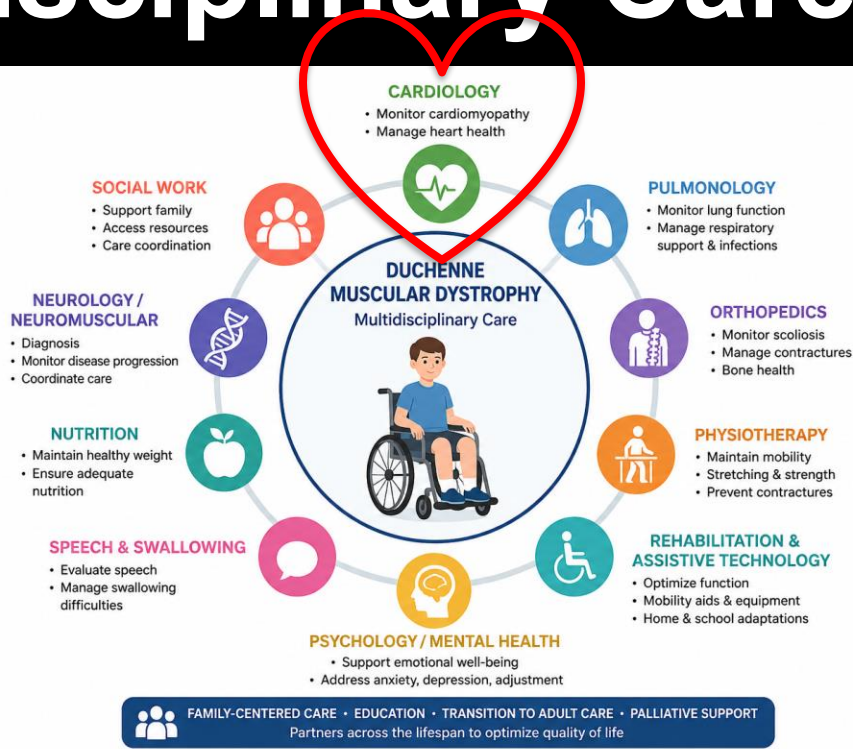 isciplinary Care
CARDIOLOGY
• Monitor cardiomyopathy
• Manage heart health
SOCIAL WORK
• Support family
• Access resources
• Care coordination
PULMONOLOGY
• Monitor lung function
• Manage respiratory
support & infections
DUCHENNE
MUSCULAR DYSTROPHY
Multidisciplinary Care
NEUROLOGY /
NEUROMUSCULAR
• Diagnosis
• Monitor disease progression
• Coordinate care
ORTHOPEDICS
• Monitor scoliosis
• Manage contractures
• Bone health
NUTRITION
• Maintain healthy weight
• Ensure adequate
nutrition
PHYSIOTHERAPY
• Maintain mobility
• Stretching & strength
• Prevent contractures
SPEECH & SWALLOWING
• Evaluate speech
• Manage swallowing
difficulties
REHABILITATION &
ASSISTIVE TECHNOLOGY
• Optimize function
• Mobility aids & equipment
• Home & school adaptations
PSYCHOLOGY / MENTAL HEALTH
• Support emotional well-being
• Address anxiety, depression, adjustment
FAMILY-CENTERED CARE • EDUCATION • TRANSITION TO ADULT CARE • PALLIATIVE SUPPORT
Partners across the lifespan to optimize quality of life